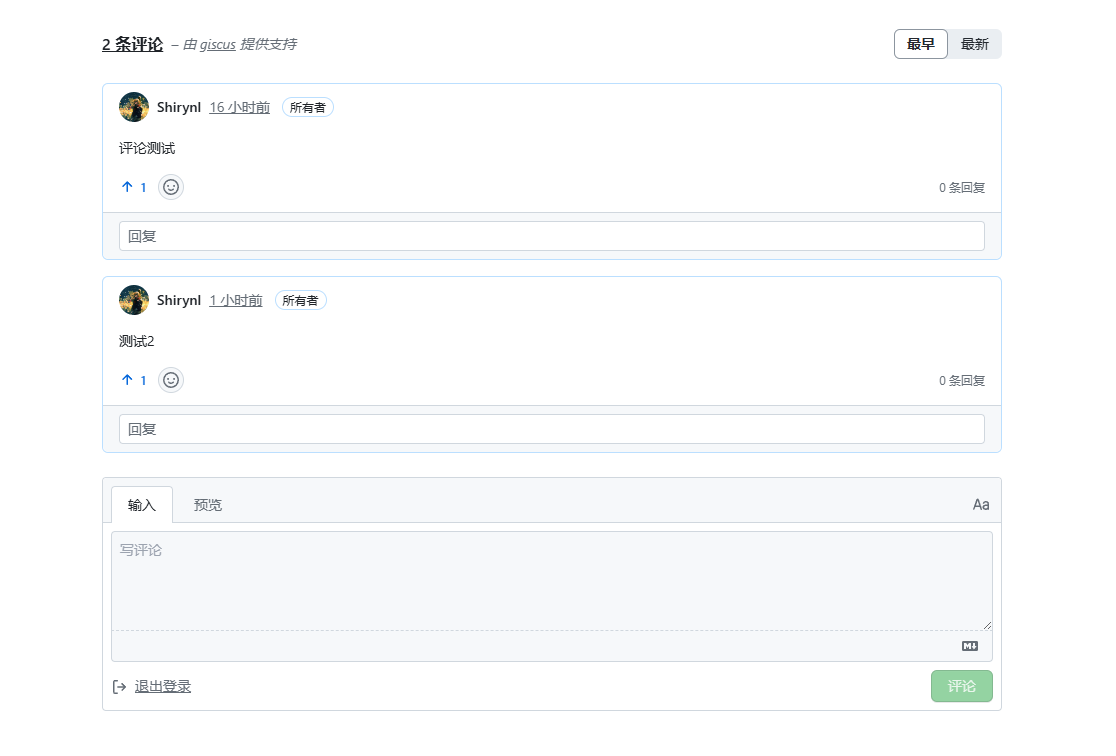 2 条评论 – 由 giscus 提供支持 最早 最新
Shirynl 16 小时前 所有者
评论测试
1 0 条回复
回复
Shirynl 1 小时前 所有者
测试2
1 0 条回复
回复
输入 预览 Aa
写评论
M
退出登录 评论